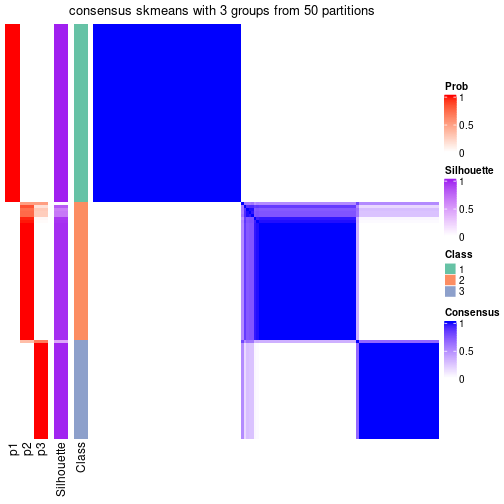 consensus skmeans with 3 groups from 50 partitions
Prob
1
0.5
0
Silhouette
1
0.5
0
Class
1
2
3
Consensus
1
0.5
0
p1
p2
p3
Silhouette
Class